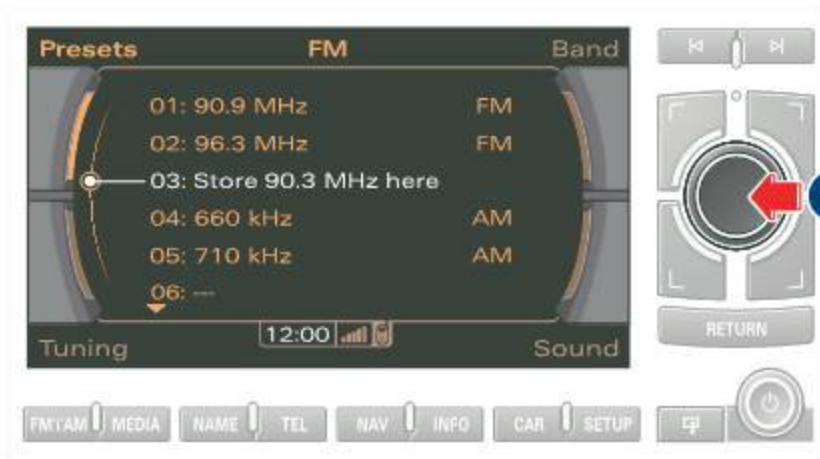 Presets FM Band
01: 90.9 MHz FM
02: 96.3 MHz FM
03: Store 90.3 MHz here
04: 660 kHz AM
05: 710 kHz AM
06: ---
12:00
Tuning Sound
RETURN
FM/AM MEDIA NAME TEL NAV INFO CAR SETUP